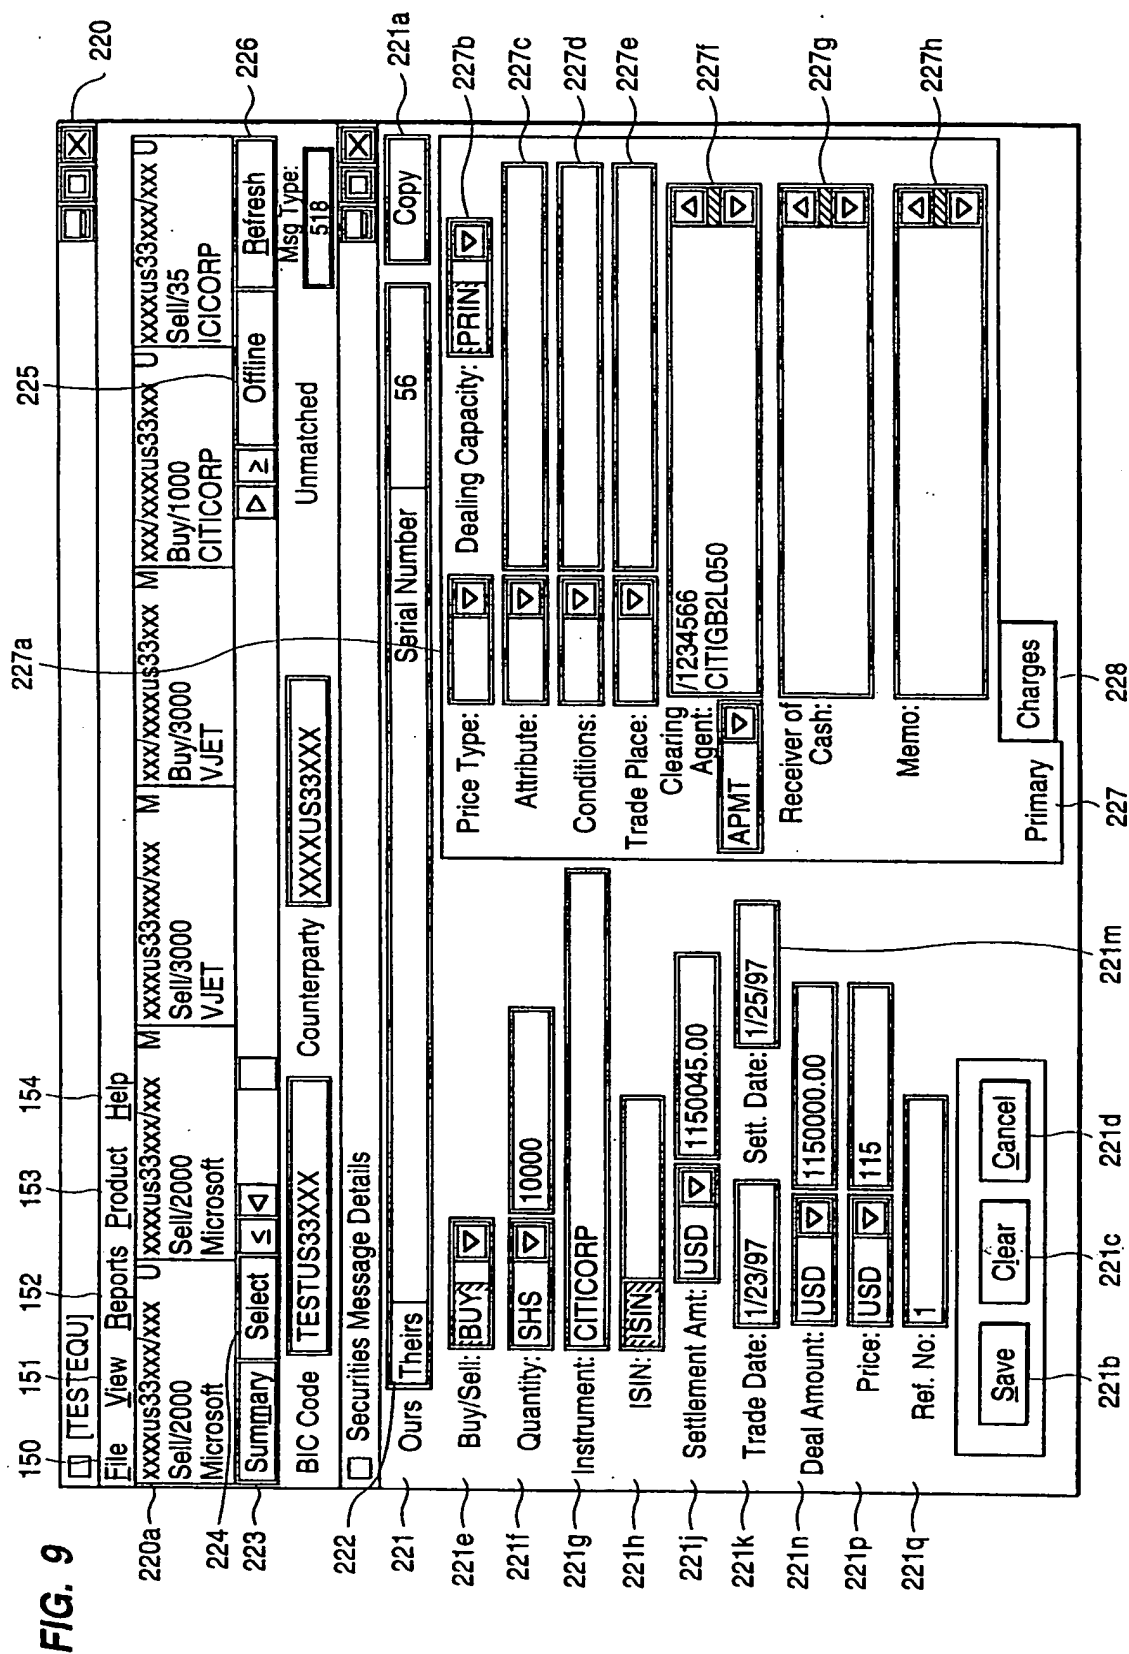 FIG. 9
150
151
152
153
154
225
220
[TESTEQU]
File View Reports Product Help
220a
xxxxus33xxx/xxx U
Sell/2000
Microsoft
xxxxus33xxx/xxx M
Sell/2000
Microsoft
xxxxus33xxx/xxx M
Sell/3000
VJET
xxx/xxxxus33xxx M
Buy/3000
VJET
xxx/xxxxus33xxx U
Buy/1000
CITICORP
xxxxus33xxx/xxx U
Sell/35
ICICORP
224
223
Summary Select ≤ ◁ ▷ ≥ Offline Refresh
226
BIC Code TESTUS33XXX Counterparty XXXXUS33XXX Unmatched Msg Type: 518
222
Securities Message Details
221
Ours Theirs Serial Number 56 Copy
221a
227a
221e
Buy/Sell: BUY
221f
Quantity: SHS 10000
221g
Instrument: CITICORP
221h
ISIN: ISIN
221j
Settlement Amt: USD 1150045.00
221k
Trade Date: 1/23/97 Sett. Date: 1/25/97
221m
221n
Deal Amount: USD 1150000.00
221p
Price: USD 115
221q
Ref. No: 1
Save Clear Cancel
221b
221c
221d
Price Type: Dealing Capacity: PRIN
227b
Attribute:
227c
Conditions:
227d
Trade Place:
227e
Clearing
Agent:
APMT
/1234566
CITIGB2L050
227f
Receiver of
Cash:
227g
Memo:
227h
Primary Charges
227
228